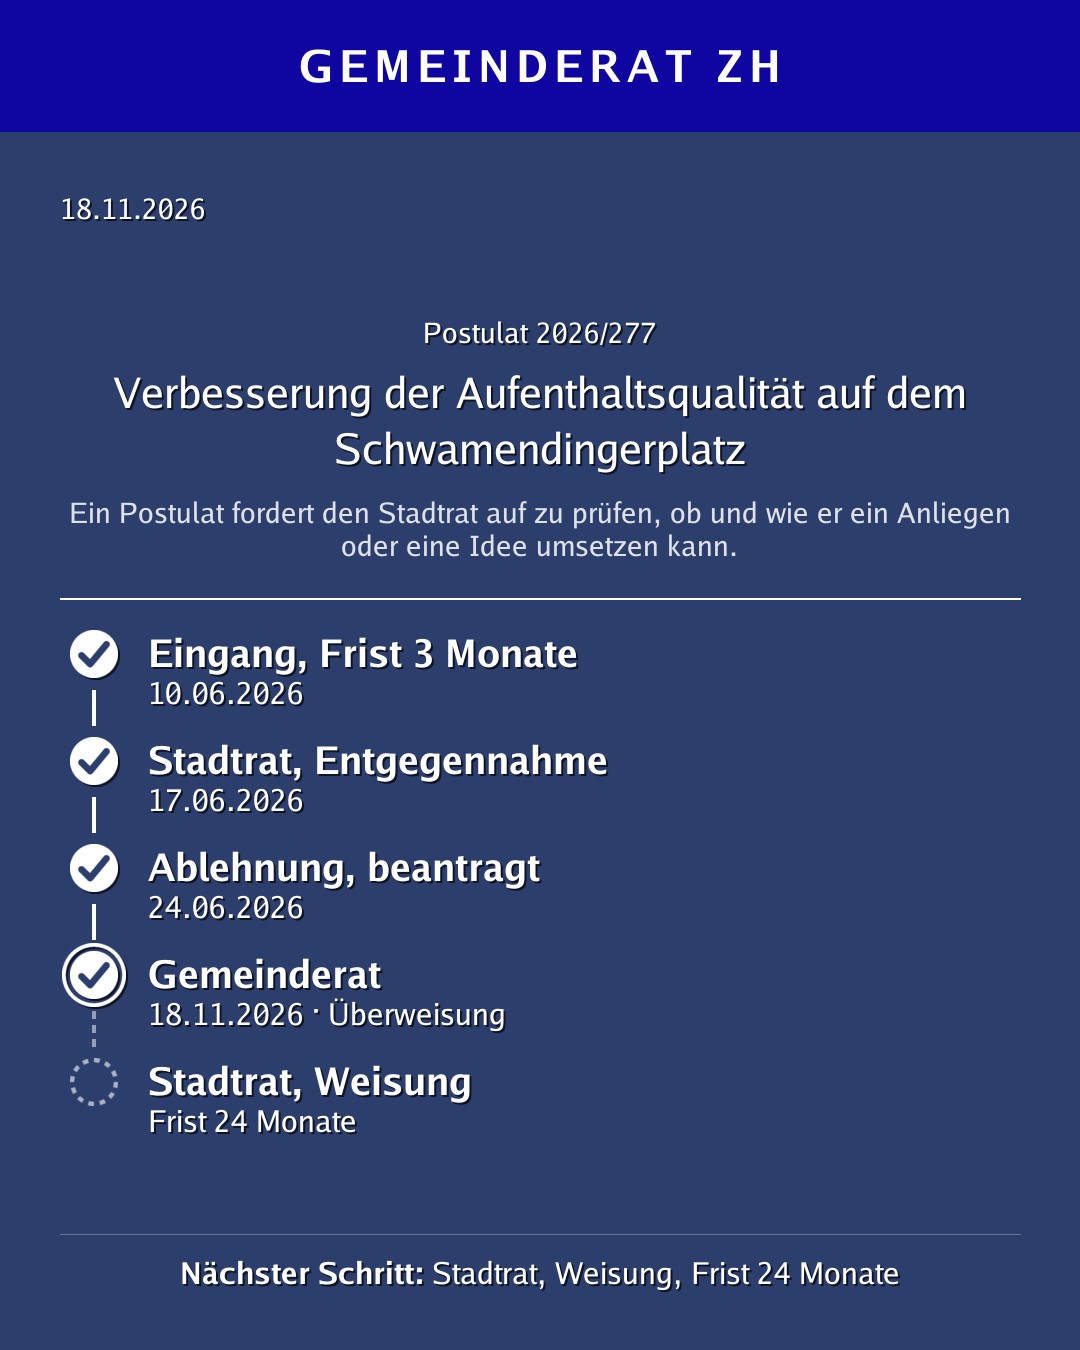 GEMEINDERAT ZH
18.11.2026
Postulat 2026/277
Verbesserung der Aufenthaltsqualität auf dem
Schwamendingerplatz
Ein Postulat fordert den Stadtrat auf zu prüfen, ob und wie er ein Anliegen
oder eine Idee umsetzen kann.
Eingang, Frist 3 Monate
10.06.2026
Stadtrat, Entgegennahme
17.06.2026
Ablehnung, beantragt
24.06.2026
Gemeinderat
18.11.2026 · Überweisung
Stadtrat, Weisung
Frist 24 Monate
Nächster Schritt: Stadtrat, Weisung, Frist 24 Monate